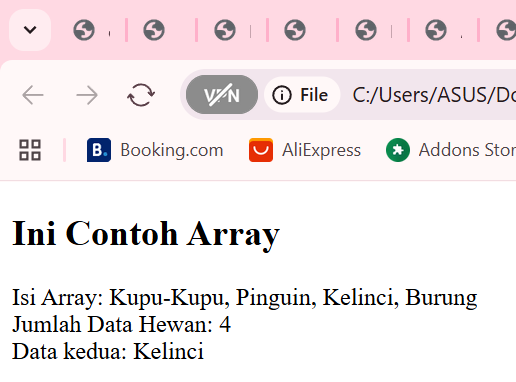 VPN
File
C:/Users/ASUS/Do
B.
Booking.com
AliExpress
Addons Stor
Ini Contoh Array
Isi Array: Kupu-Kupu, Pinguin, Kelinci, Burung
Jumlah Data Hewan: 4
Data kedua: Kelinci